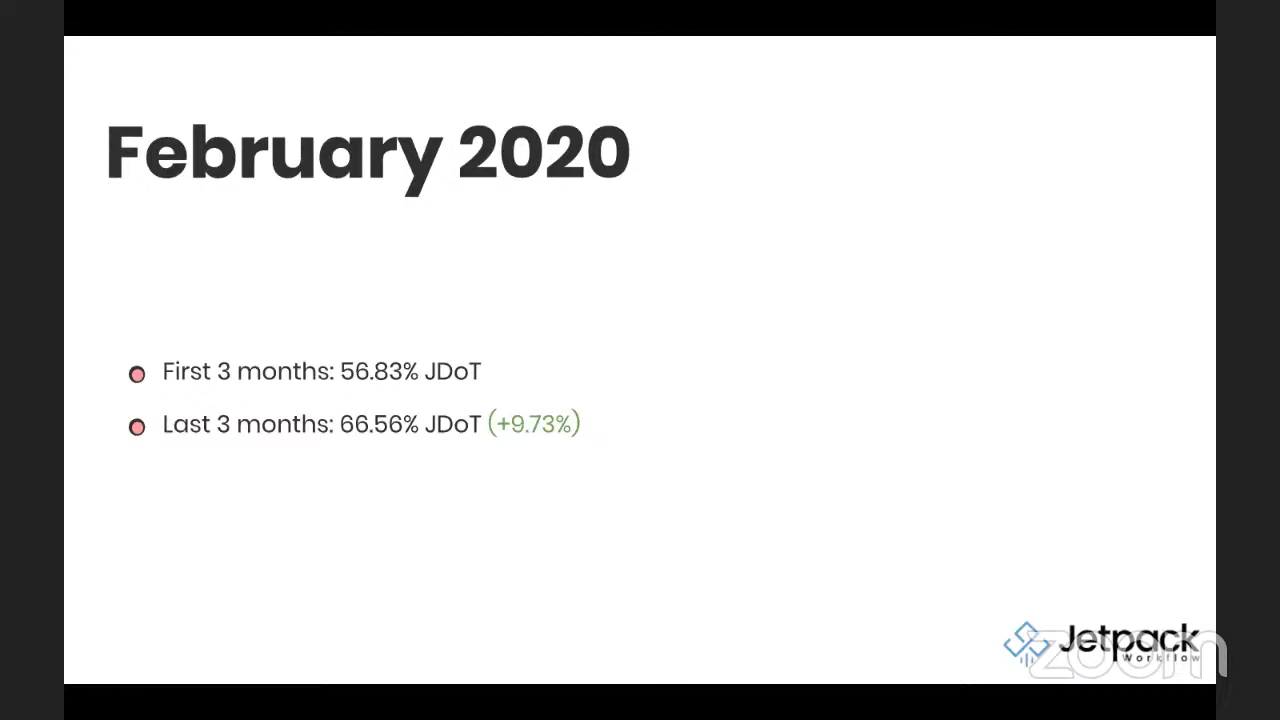 February 2020
First 3 months: 56.83% JDoT
Last 3 months: 66.56% JDoT (+9.73%)
Jetpack
Workflow
zoom